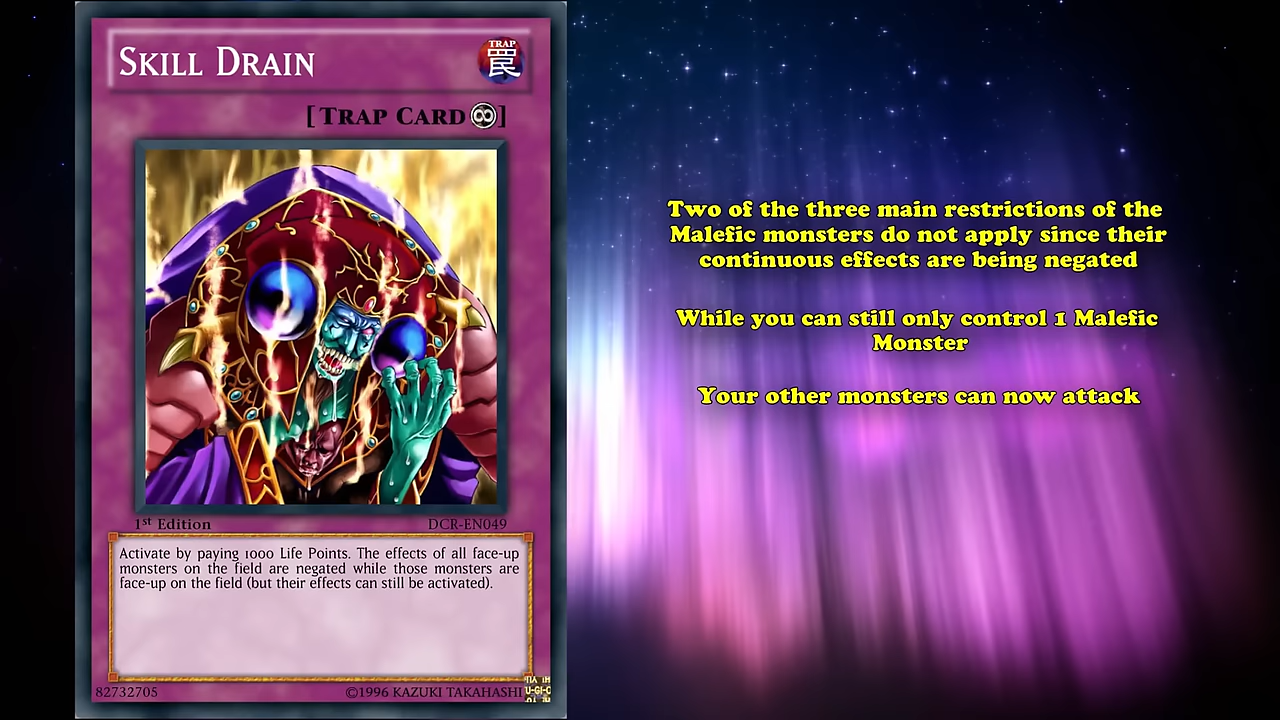 SKILL DRAIN
TRAP
罠
[TRAP CARD ]
1st Edition
DCR-EN049
Activate by paying 1000 Life Points. The effects of all face-up
monsters on the field are negated while those monsters are
face-up on the field (but their effects can still be activated).
82732705
©1996 KAZUKI TAKAHASHI
Two of the three main restrictions of the
Malefic monsters do not apply since their
continuous effects are being negated
While you can still only control 1 Malefic
Monster
Your other monsters can now attack